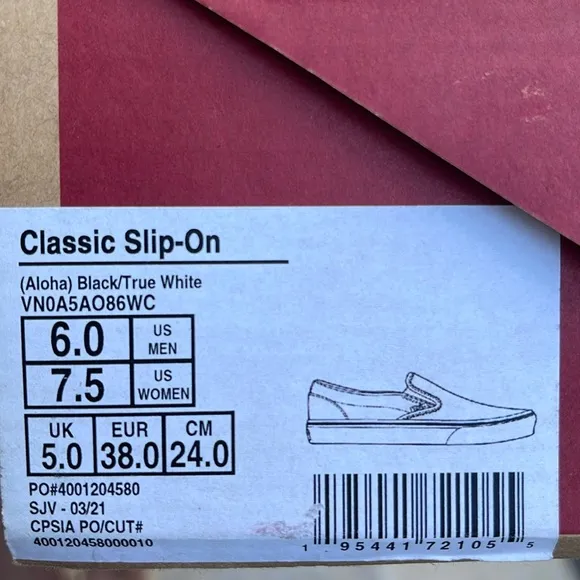 Classic Slip-On
(Aloha) Black/True White
VN0A5AO86WC
6.0 US MEN
7.5 US WOMEN
UK EUR CM
5.0 38.0 24.0
PO#4001204580
SJV - 03/21
CPSIA PO/CUT#
400120458000010
1 95441 72105 5